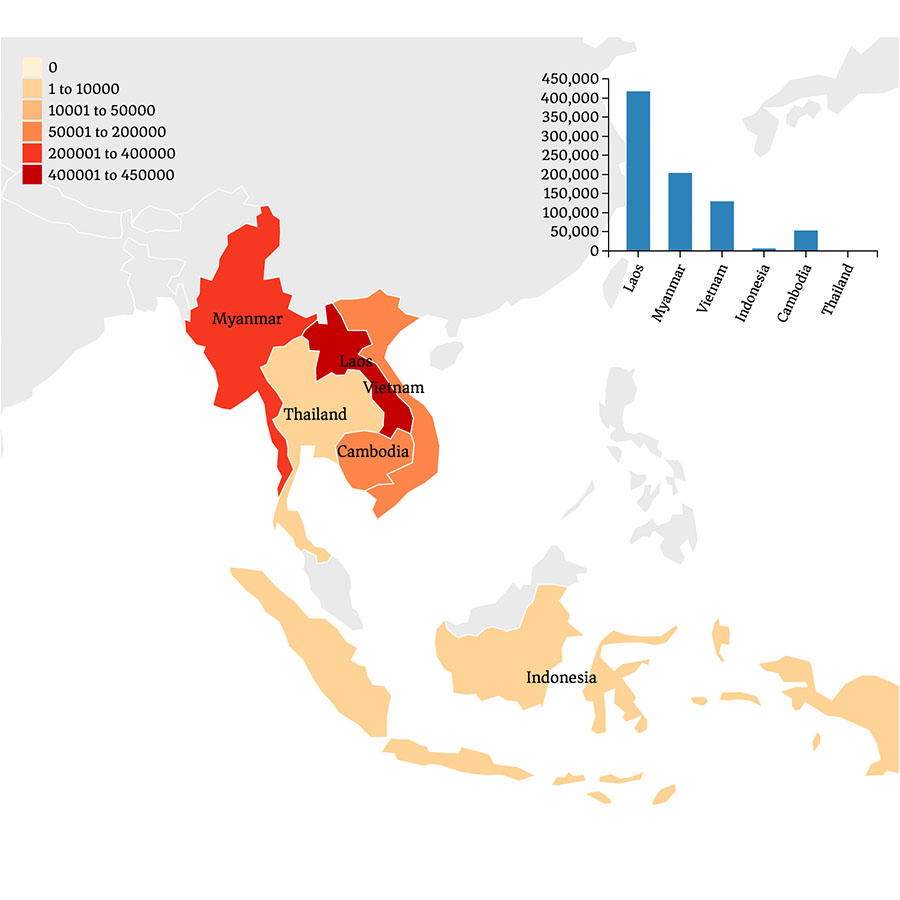 0
1 to 10000
10001 to 50000
50001 to 200000
200001 to 400000
400001 to 450000
450,000
400,000
350,000
300,000
250,000
200,000
150,000
100,000
50,000
0
Laos
Myanmar
Vietnam
Indonesia
Cambodia
Thailand
Myanmar
Laos
Vietnam
Thailand
Cambodia
Indonesia